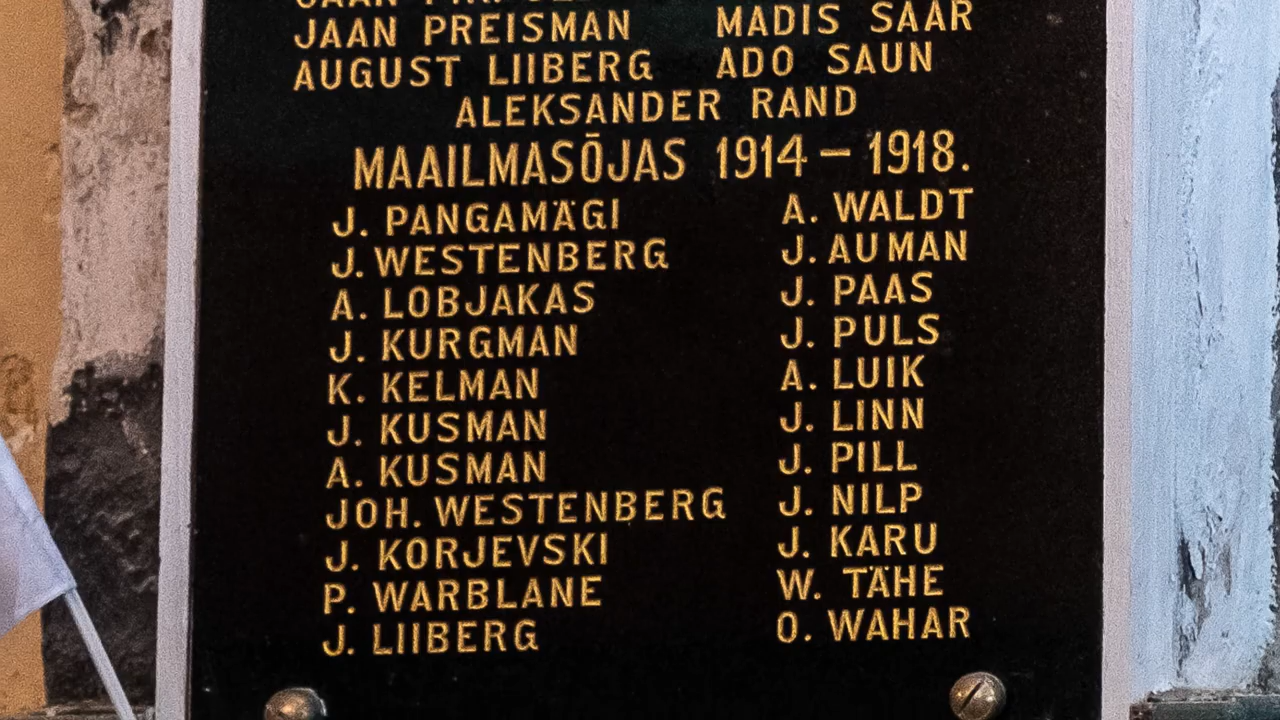 JAAN PREISMAN MADIS SAAR
AUGUST LIIBERG ADO SAUN
ALEKSANDER RAND
MAAILMASŌJAS 1914 – 1918.
J. PANGAMÄGI A. WALDT
J. WESTENBERG J. AUMAN
A. LOBJAKAS J. PAAS
J. KURGMAN J. PULS
K. KELMAN A. LUIK
J. KUSMAN J. LINN
A. KUSMAN J. PILL
JOH. WESTENBERG J. NILP
J. KORJEVSKI J. KARU
P. WARBLANE W. TÄHE
J. LIIBERG O. WAHAR